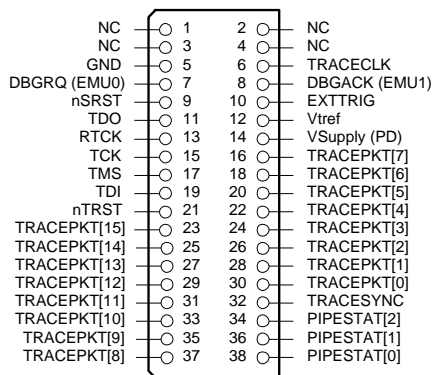 NC 1 2 NC
NC 3 4 NC
GND 5 6 TRACECLK
DBGRQ (EMU0) 7 8 DBGACK (EMU1)
nSRST 9 10 EXTTRIG
TDO 11 12 Vtref
RTCK 13 14 VSupply (PD)
TCK 15 16 TRACEPKT[7]
TMS 17 18 TRACEPKT[6]
TDI 19 20 TRACEPKT[5]
nTRST 21 22 TRACEPKT[4]
TRACEPKT[15] 23 24 TRACEPKT[3]
TRACEPKT[14] 25 26 TRACEPKT[2]
TRACEPKT[13] 27 28 TRACEPKT[1]
TRACEPKT[12] 29 30 TRACEPKT[0]
TRACEPKT[11] 31 32 TRACESYNC
TRACEPKT[10] 33 34 PIPESTAT[2]
TRACEPKT[9] 35 36 PIPESTAT[1]
TRACEPKT[8] 37 38 PIPESTAT[0]